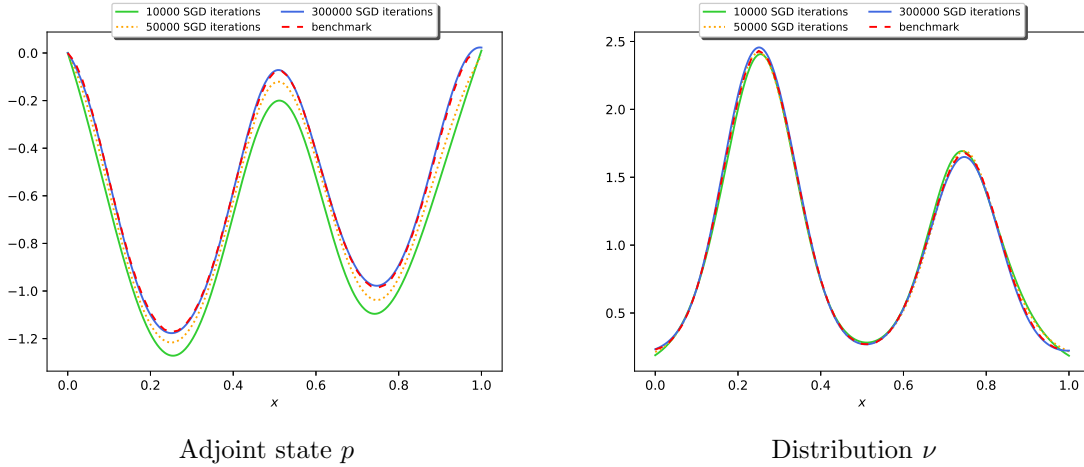 10000 SGD iterations
50000 SGD iterations
300000 SGD iterations
benchmark
0.0
−0.2
−0.4
−0.6
−0.8
−1.0
−1.2
0.0 0.2 0.4 0.6 0.8 1.0
x
Adjoint state p
10000 SGD iterations
50000 SGD iterations
300000 SGD iterations
benchmark
2.5
2.0
1.5
1.0
0.5
0.0 0.2 0.4 0.6 0.8 1.0
x
Distribution ν